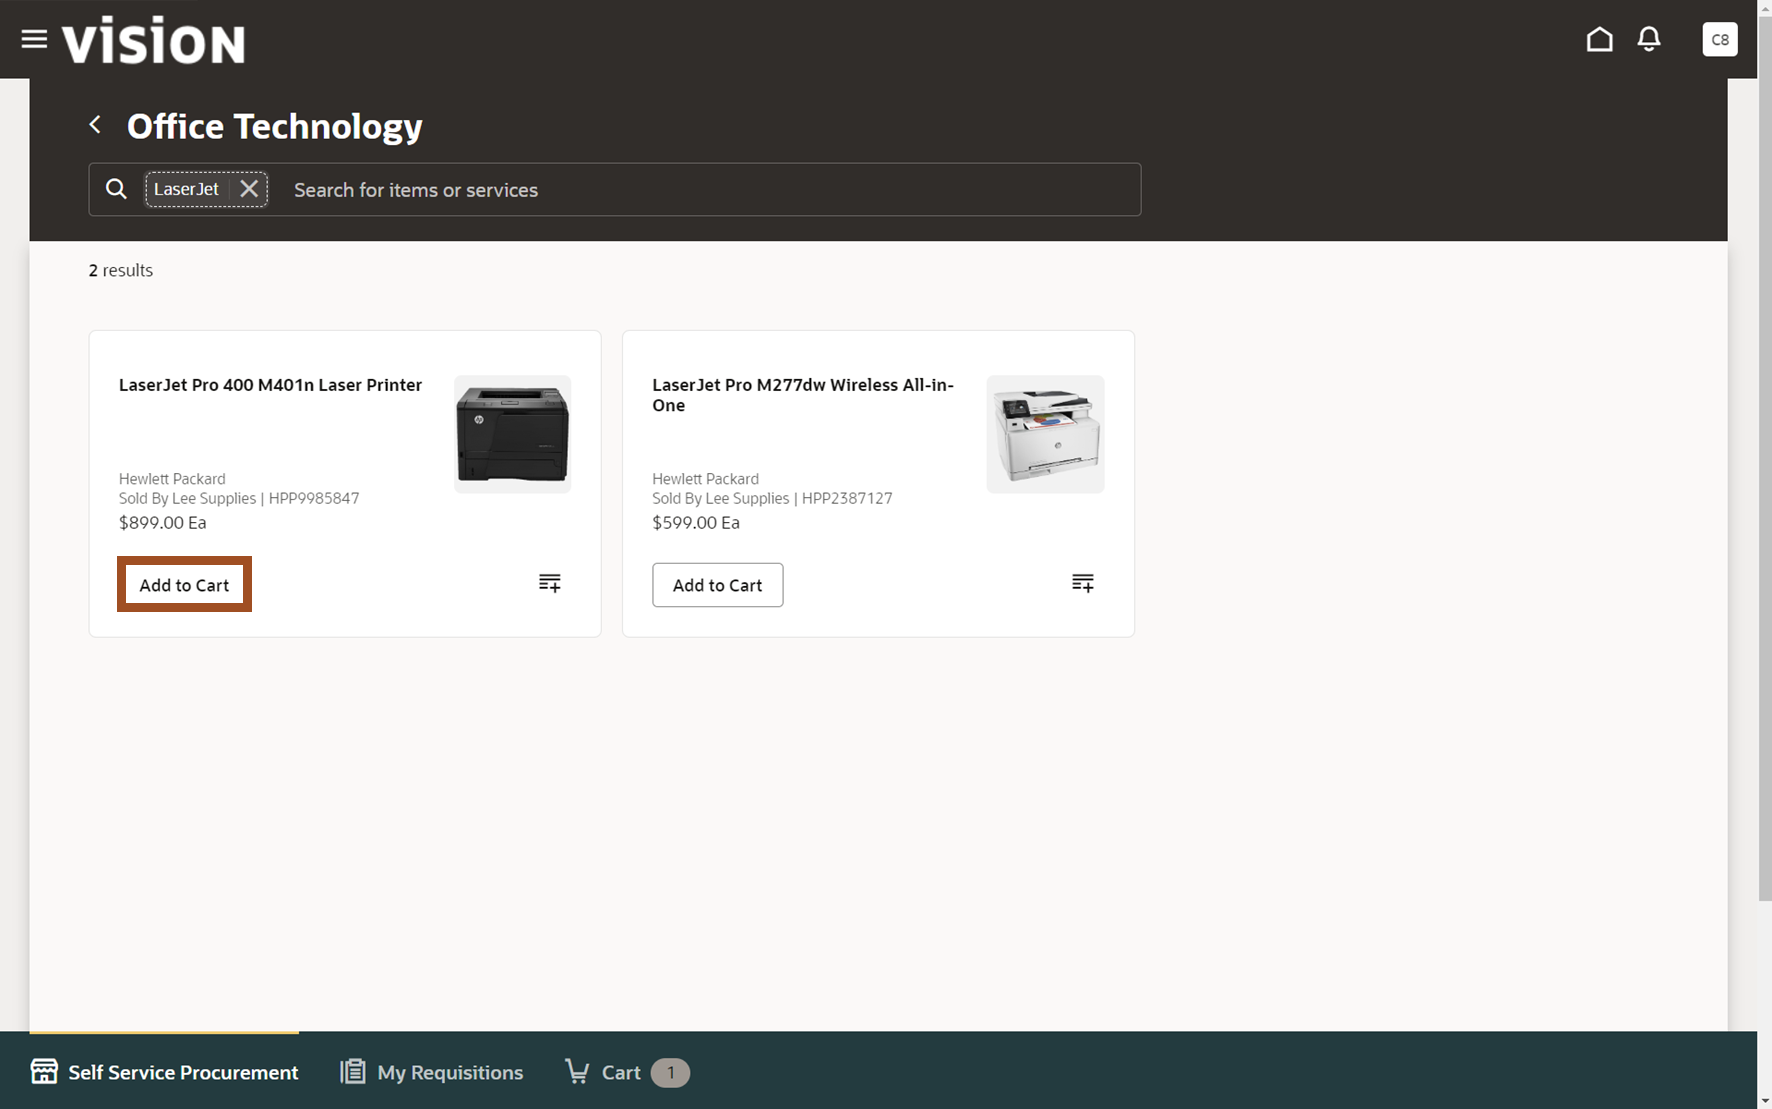 vision
C8
Office Technology
LaserJet
Search for items or services
2 results
LaserJet Pro 400 M401n Laser Printer
Hewlett Packard
Sold By Lee Supplies | HPP9985847
$899.00 Ea
Add to Cart
LaserJet Pro M277dw Wireless All-in-
One
Hewlett Packard
Sold By Lee Supplies | HPP2387127
$599.00 Ea
Add to Cart
Self Service Procurement
My Requisitions
Cart 1